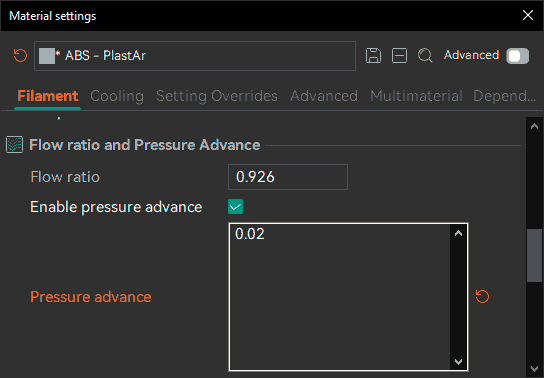 Material settings
* ABS - PlastAr
Advanced
Filament Cooling Setting Overrides Advanced Multimaterial Depend...
Flow ratio and Pressure Advance
Flow ratio 0.926
Enable pressure advance
0.02
Pressure advance